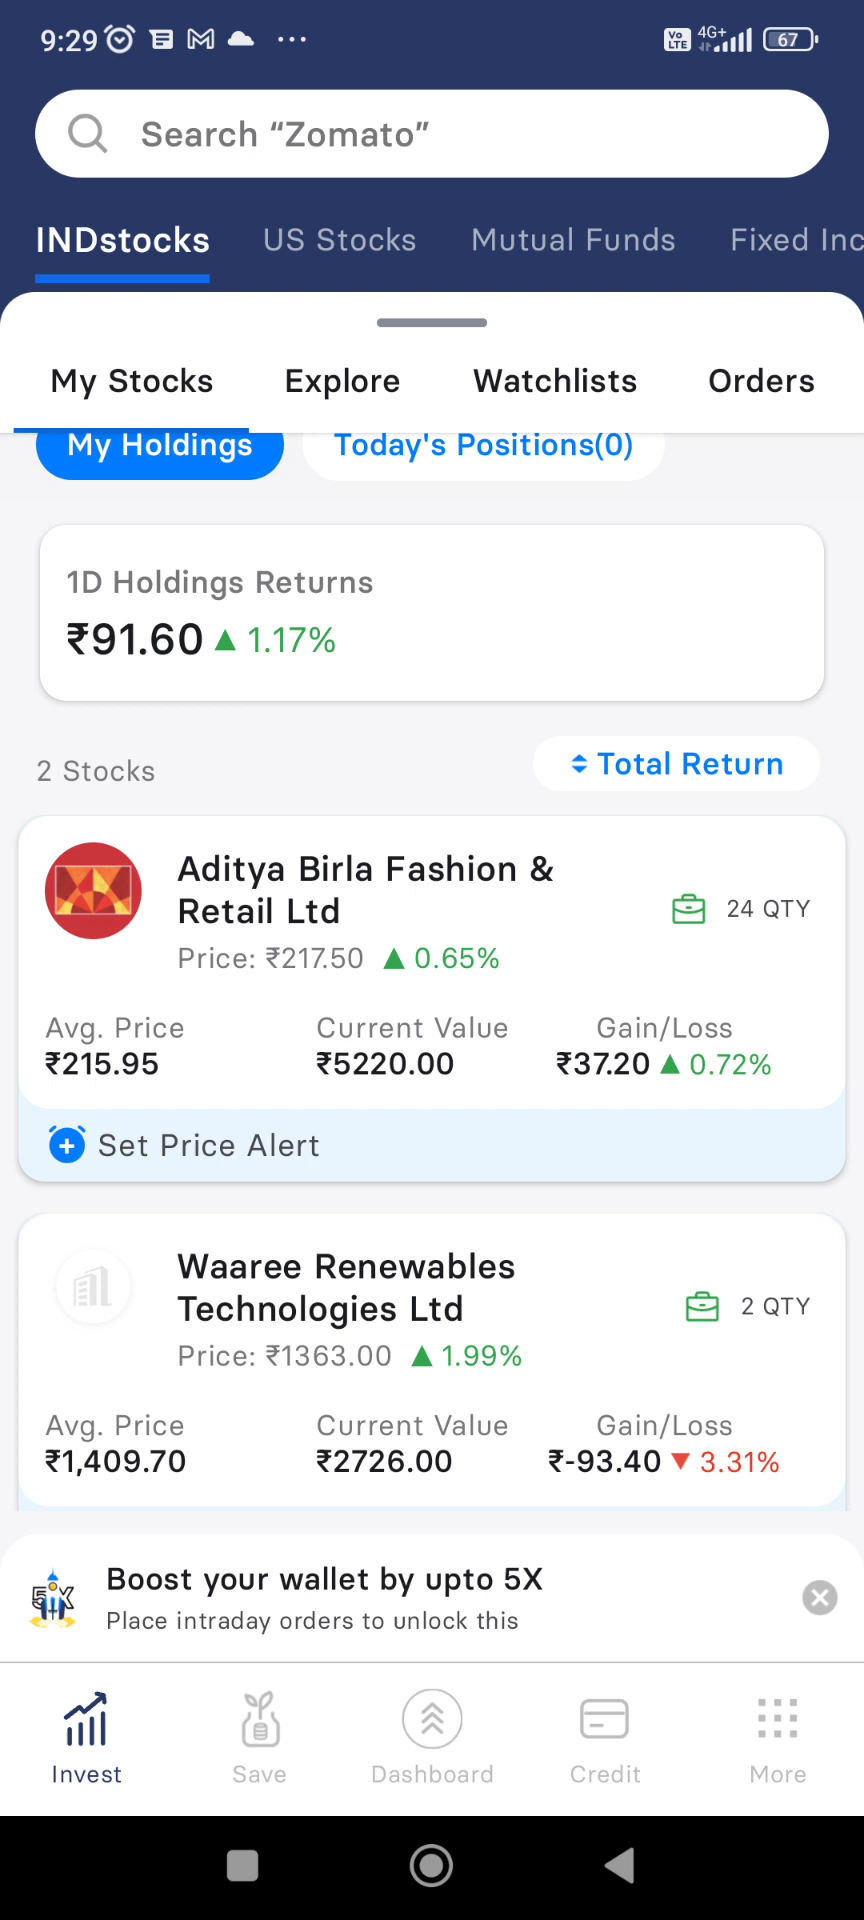 9:29
Vo LTE 4G+ 67
Search “Zomato”
INDstocks US Stocks Mutual Funds Fixed Inc
My Stocks Explore Watchlists Orders
My Holdings Today's Positions(0)
1D Holdings Returns
₹91.60 ▲ 1.17%
2 Stocks Total Return
Aditya Birla Fashion &
Retail Ltd
24 QTY
Price: ₹217.50 ▲ 0.65%
Avg. Price Current Value Gain/Loss
₹215.95 ₹5220.00 ₹37.20 ▲ 0.72%
Set Price Alert
Waaree Renewables
Technologies Ltd
2 QTY
Price: ₹1363.00 ▲ 1.99%
Avg. Price Current Value Gain/Loss
₹1,409.70 ₹2726.00 ₹-93.40 ▼ 3.31%
5X
Boost your wallet by upto 5X
Place intraday orders to unlock this
Invest Save Dashboard Credit More